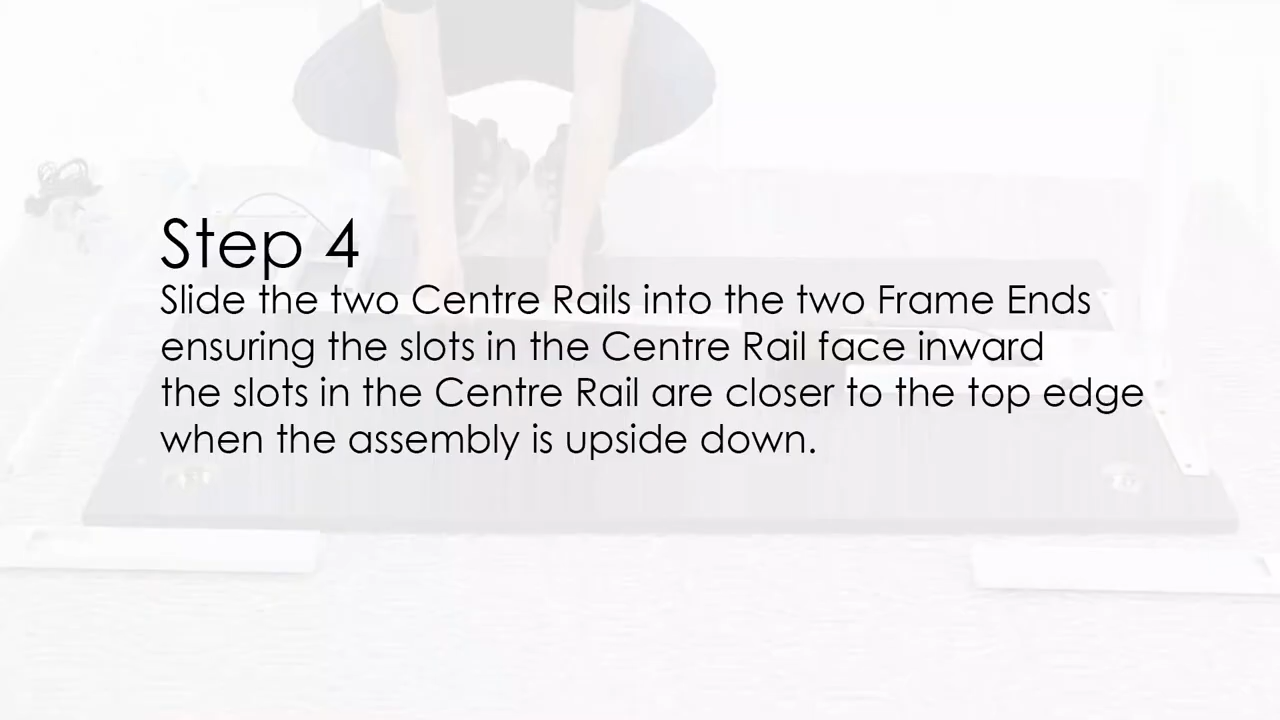 Step 4
Slide the two Centre Rails into the two Frame Ends
ensuring the slots in the Centre Rail face inward
the slots in the Centre Rail are closer to the top edge
when the assembly is upside down.